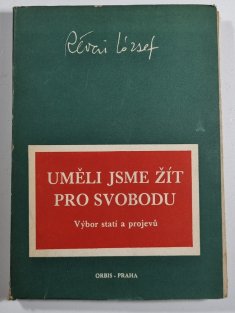 Révai József
UMĚLI JSME ŽÍT
PRO SVOBODU
Výbor statí a projevů
ORBIS - PRAHA